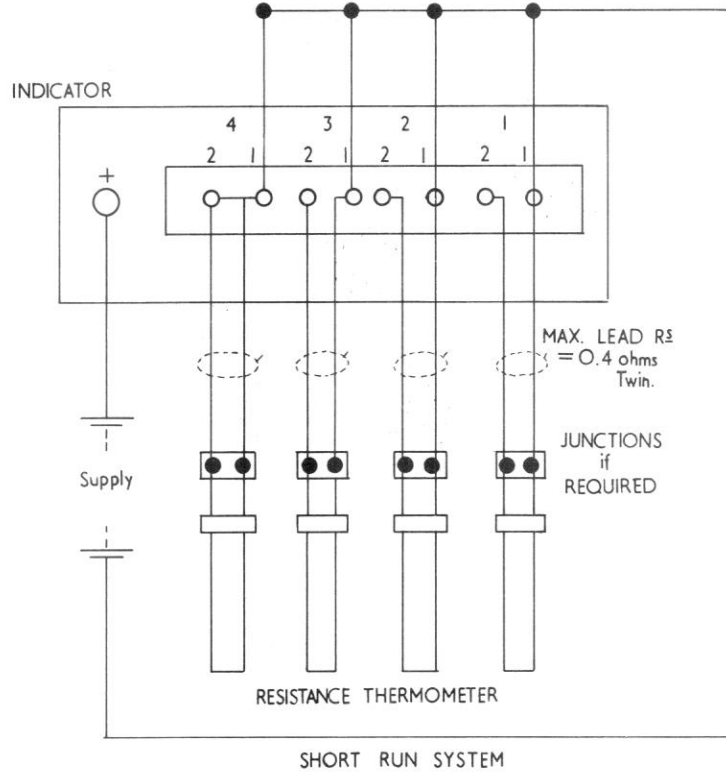 INDICATOR
4 3 2 1
2 1 2 1 2 1 2 1
+
MAX. LEAD Rs
= 0.4 ohms
Twin.
JUNCTIONS
if
REQUIRED
Supply
RESISTANCE THERMOMETER
SHORT RUN SYSTEM